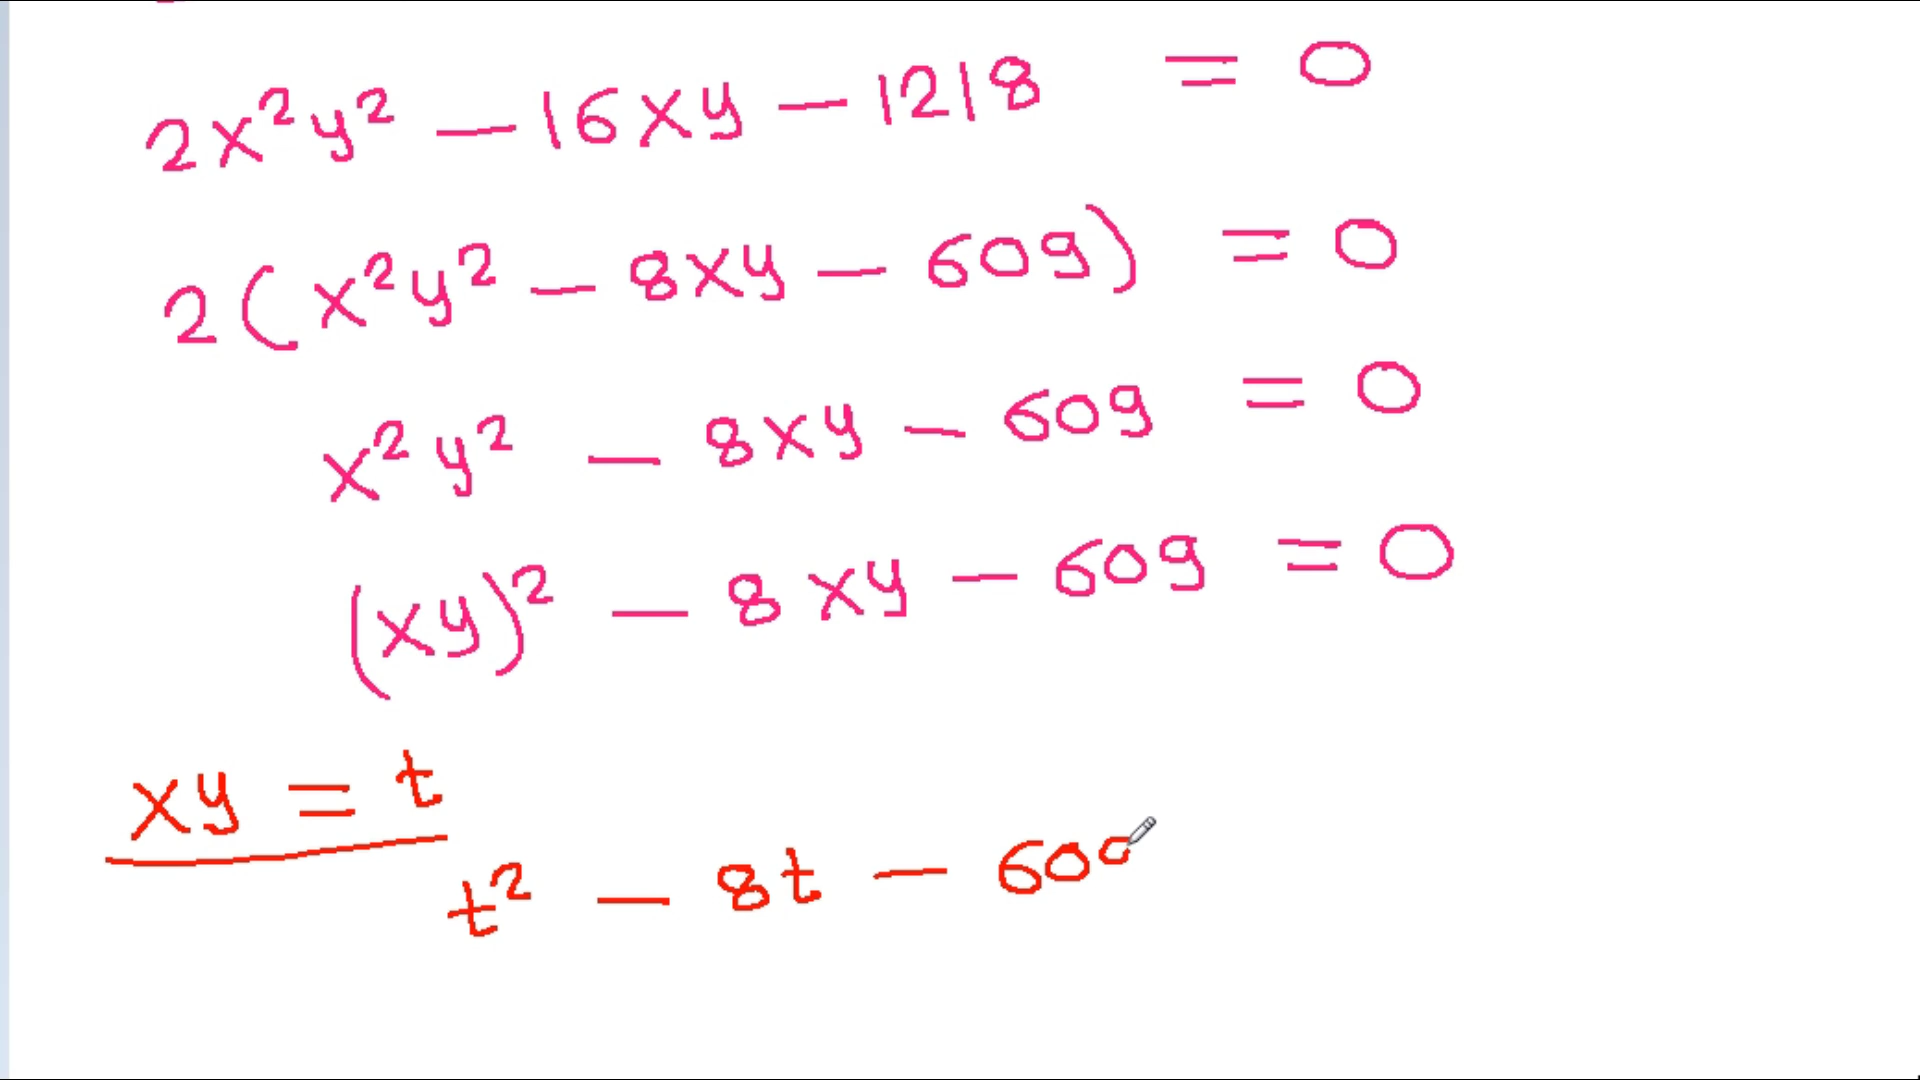 2x²y² − 16xy − 1218 = 0
2(x²y² − 8xy − 609) = 0
x²y² − 8xy − 609 = 0
(xy)² − 8xy − 609 = 0
xy = t
t² − 8t − 60